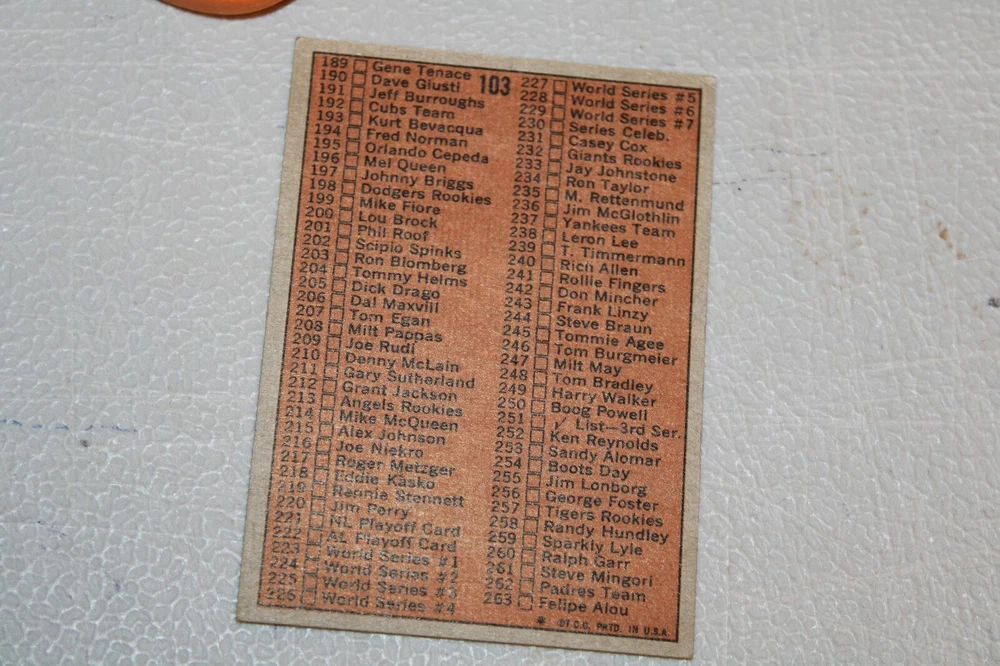 103
189 Gene Tenace
190 Dave Giusti
191 Jeff Burroughs
192 Cubs Team
193 Kurt Bevacqua
194 Fred Norman
195 Orlando Cepeda
196 Mel Queen
197 Johnny Briggs
198 Dodgers Rookies
199 Mike Fiore
200 Lou Brock
201 Phil Roof
202 Scipio Spinks
203 Ron Blomberg
204 Tommy Helms
205 Dick Drago
206 Dal Maxvill
207 Tom Egan
208 Milt Pappas
209 Joe Rudi
210 Denny McLain
211 Gary Sutherland
212 Grant Jackson
213 Angels Rookies
214 Mike McQueen
215 Alex Johnson
216 Joe Niekro
217 Roger Metzger
218 Eddie Kasko
219 Rennie Stennett
220 Jim Perry
221 NL Playoff Card
222 AL Playoff Card
223 World Series #1
224 World Series #2
225 World Series #3
226 World Series #4
227 World Series #5
228 World Series #6
229 World Series #7
230 Series Celeb.
231 Casey Cox
232 Giants Rookies
233 Jay Johnstone
234 Ron Taylor
235 M. Rettenmund
236 Jim McGlothlin
237 Yankees Team
238 Leron Lee
239 T. Timmermann
240 Rich Allen
241 Rollie Fingers
242 Don Mincher
243 Frank Linzy
244 Steve Braun
245 Tommie Agee
246 Tom Burgmeier
247 Milt May
248 Tom Bradley
249 Harry Walker
250 Boog Powell
251 ✓ List—3rd Ser.
252 Ken Reynolds
253 Sandy Alomar
254 Boots Day
255 Jim Lonborg
256 George Foster
257 Tigers Rookies
258 Randy Hundley
259 Sparkly Lyle
260 Ralph Garr
261 Steve Mingori
262 Padres Team
263 Felipe Alou
* ©T.C.G. PRTD. IN U.S.A.